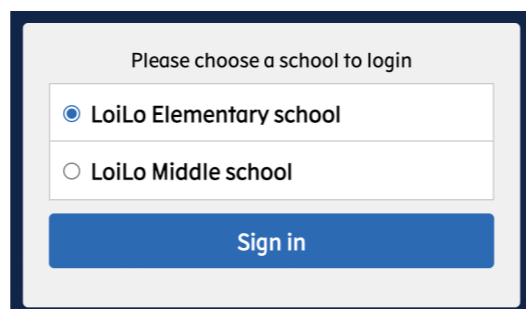 Please choose a school to login
LoiLo Elementary school
LoiLo Middle school
Sign in